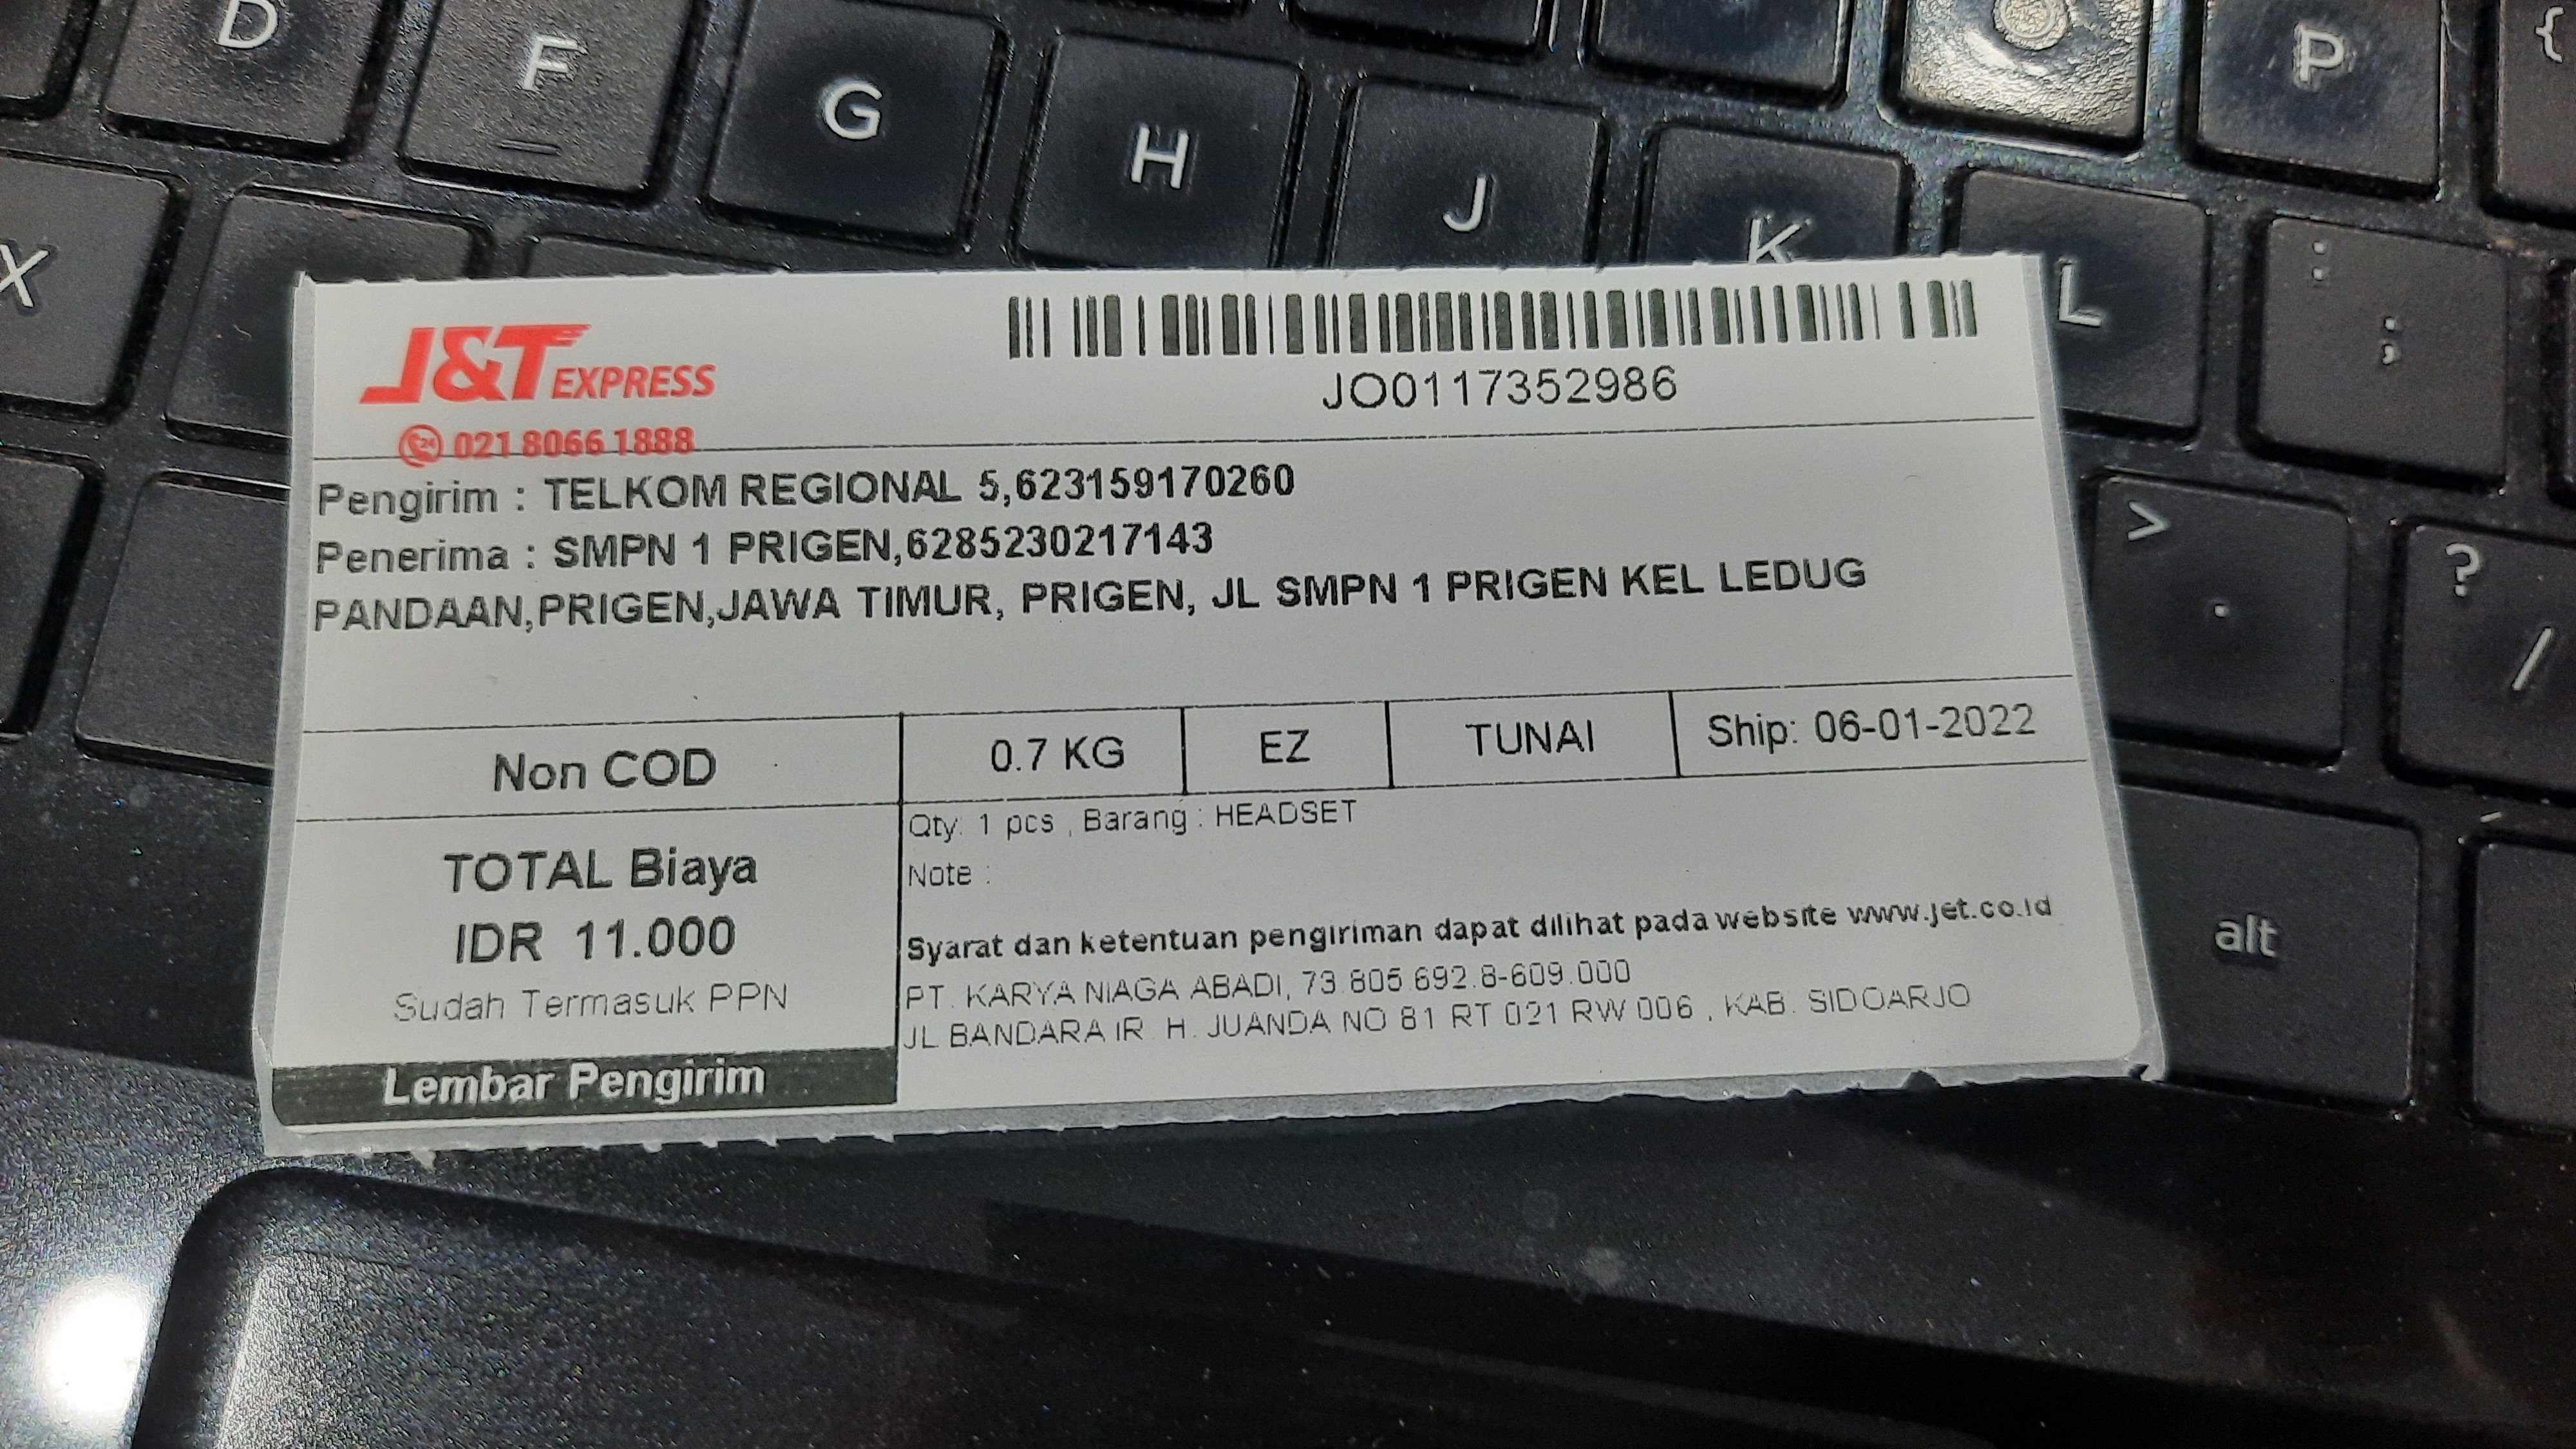 J&T EXPRESS
021 8066 1888
JO0117352986
Pengirim : TELKOM REGIONAL 5,623159170260
Penerima : SMPN 1 PRIGEN,6285230217143
PANDAAN,PRIGEN,JAWA TIMUR, PRIGEN, JL SMPN 1 PRIGEN KEL LEDUG
Non COD
0.7 KG
EZ
TUNAI
Ship: 06-01-2022
TOTAL Biaya
IDR 11.000
Sudah Termasuk PPN
Lembar Pengirim
Qty: 1 pcs , Barang : HEADSET
Note :
Syarat dan ketentuan pengiriman dapat dilihat pada website www.jet.co.id
PT. KARYA NIAGA ABADI, 73.805.692.8-609.000
JL BANDARA IR. H. JUANDA NO 81 RT 021 RW 006 , KAB. SIDOARJO
X
D
F
G
H
J
K
L
P
>
.
:
;
?
/
{
alt